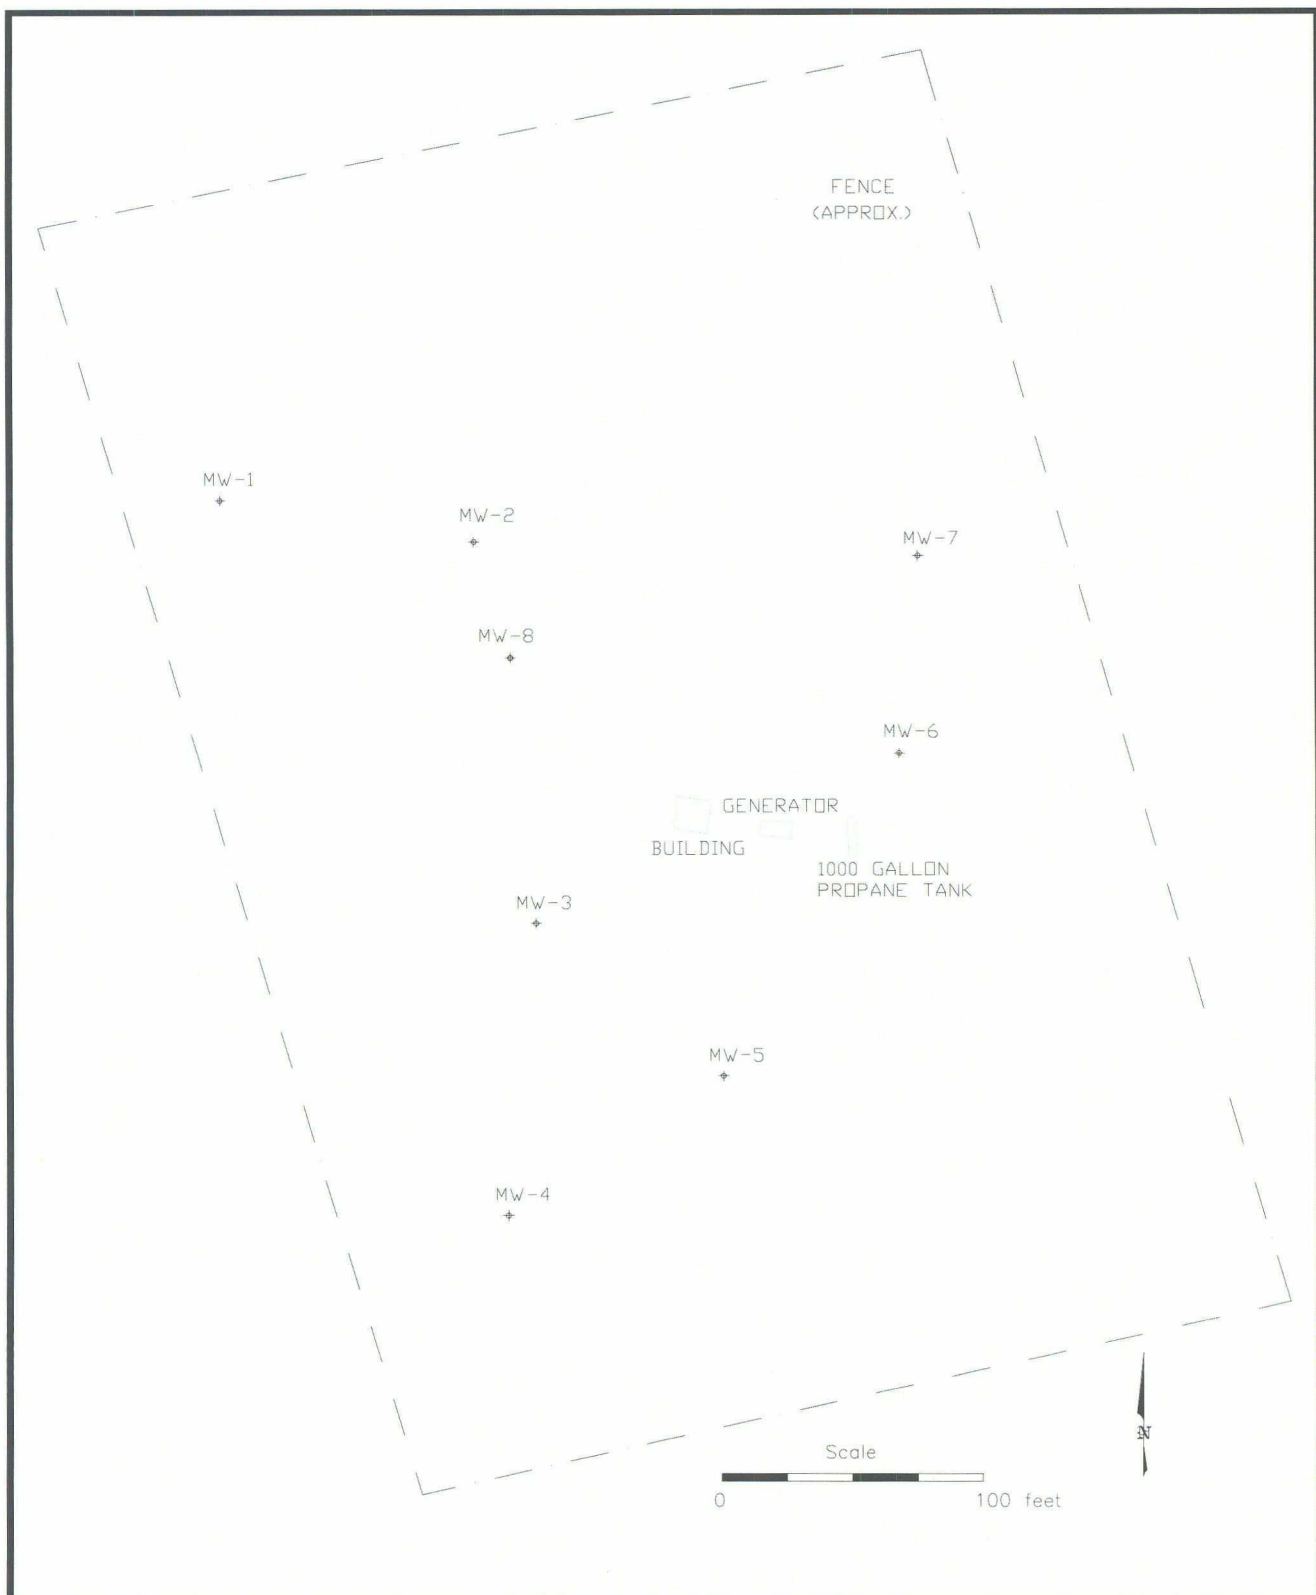 FENCE
(APPROX.)
MW-1
MW-2
MW-7
MW-8
MW-6
GENERATOR
BUILDING
1000 GALLON
PROPANE TANK
MW-3
MW-5
MW-4
N
Scale
0 100 feet